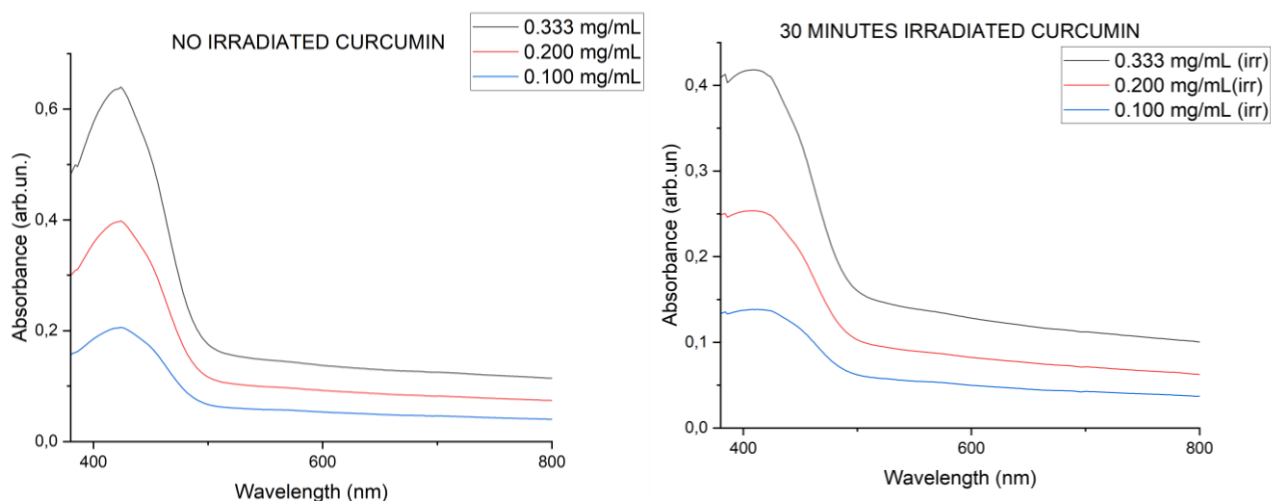 NO IRRADIATED CURCUMIN
0.333 mg/mL
0.200 mg/mL
0.100 mg/mL
Absorbance (arb.un.)
0,6
0,4
0,2
0,0
400
600
800
Wavelength (nm)
30 MINUTES IRRADIATED CURCUMIN
0.333 mg/mL (irr)
0.200 mg/mL(irr)
0.100 mg/mL (irr)
Absorbance (arb.un)
0,4
0,3
0,2
0,1
0,0
400
600
800
Wavelength (nm)